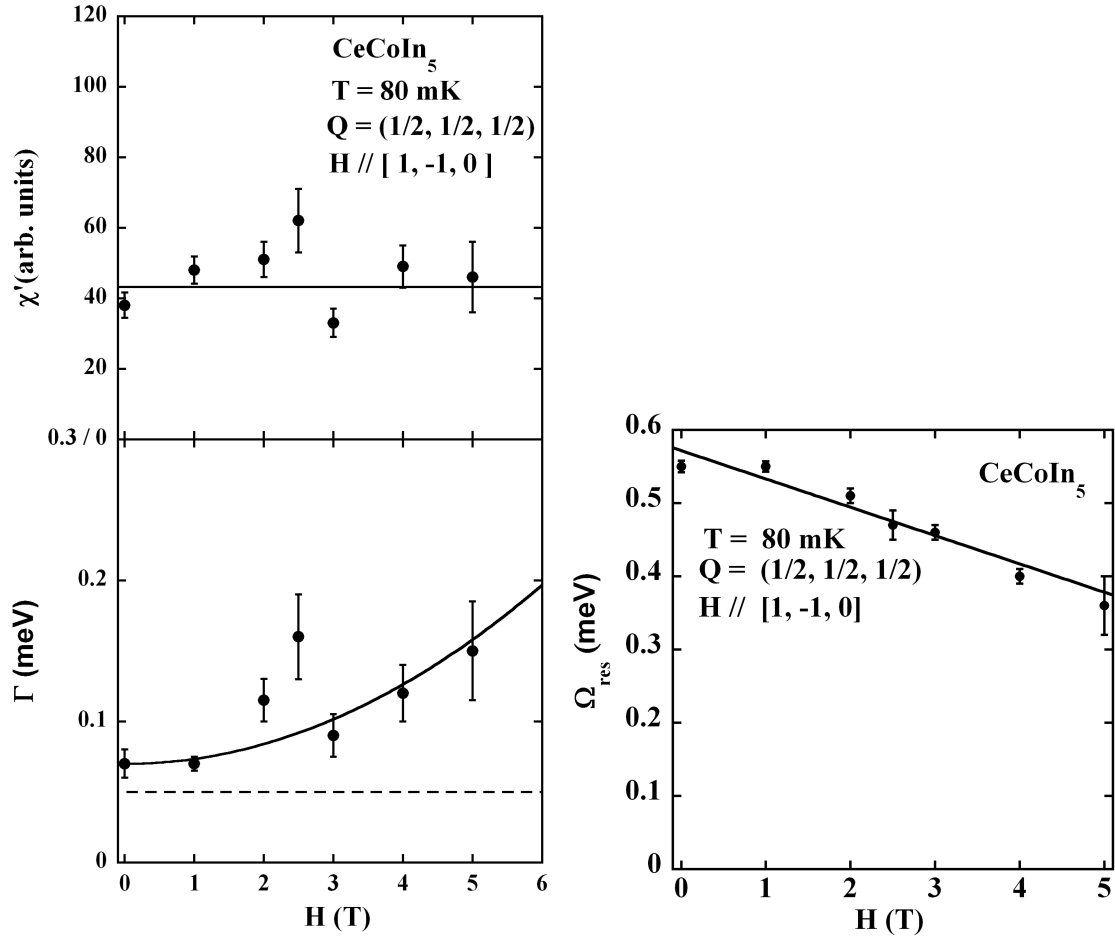 120
100
80
60
40
20
0.3 / 0
χ'(arb. units)
CeCoIn₅
T = 80 mK
Q = (1/2, 1/2, 1/2)
H // [ 1, -1, 0 ]
0.2
0.1
0
Γ (meV)
0 1 2 3 4 5 6
H (T)
0.6
0.5
0.4
0.3
0.2
0.1
0
Ω_res (meV)
CeCoIn₅
T = 80 mK
Q = (1/2, 1/2, 1/2)
H // [1, -1, 0]
0 1 2 3 4 5
H (T)